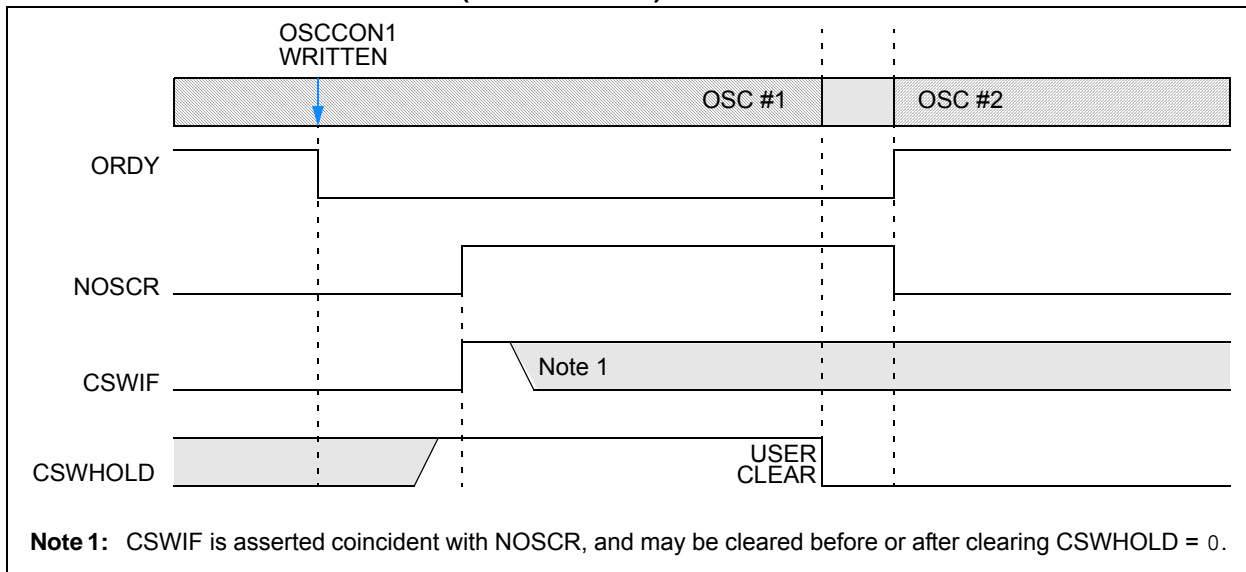 OSCCON1
WRITTEN
OSC #1
OSC #2
ORDY
NOSCR
CSWIF
Note 1
CSWHOLD
USER
CLEAR
Note 1: CSWIF is asserted coincident with NOSCR, and may be cleared before or after clearing CSWHOLD = 0.